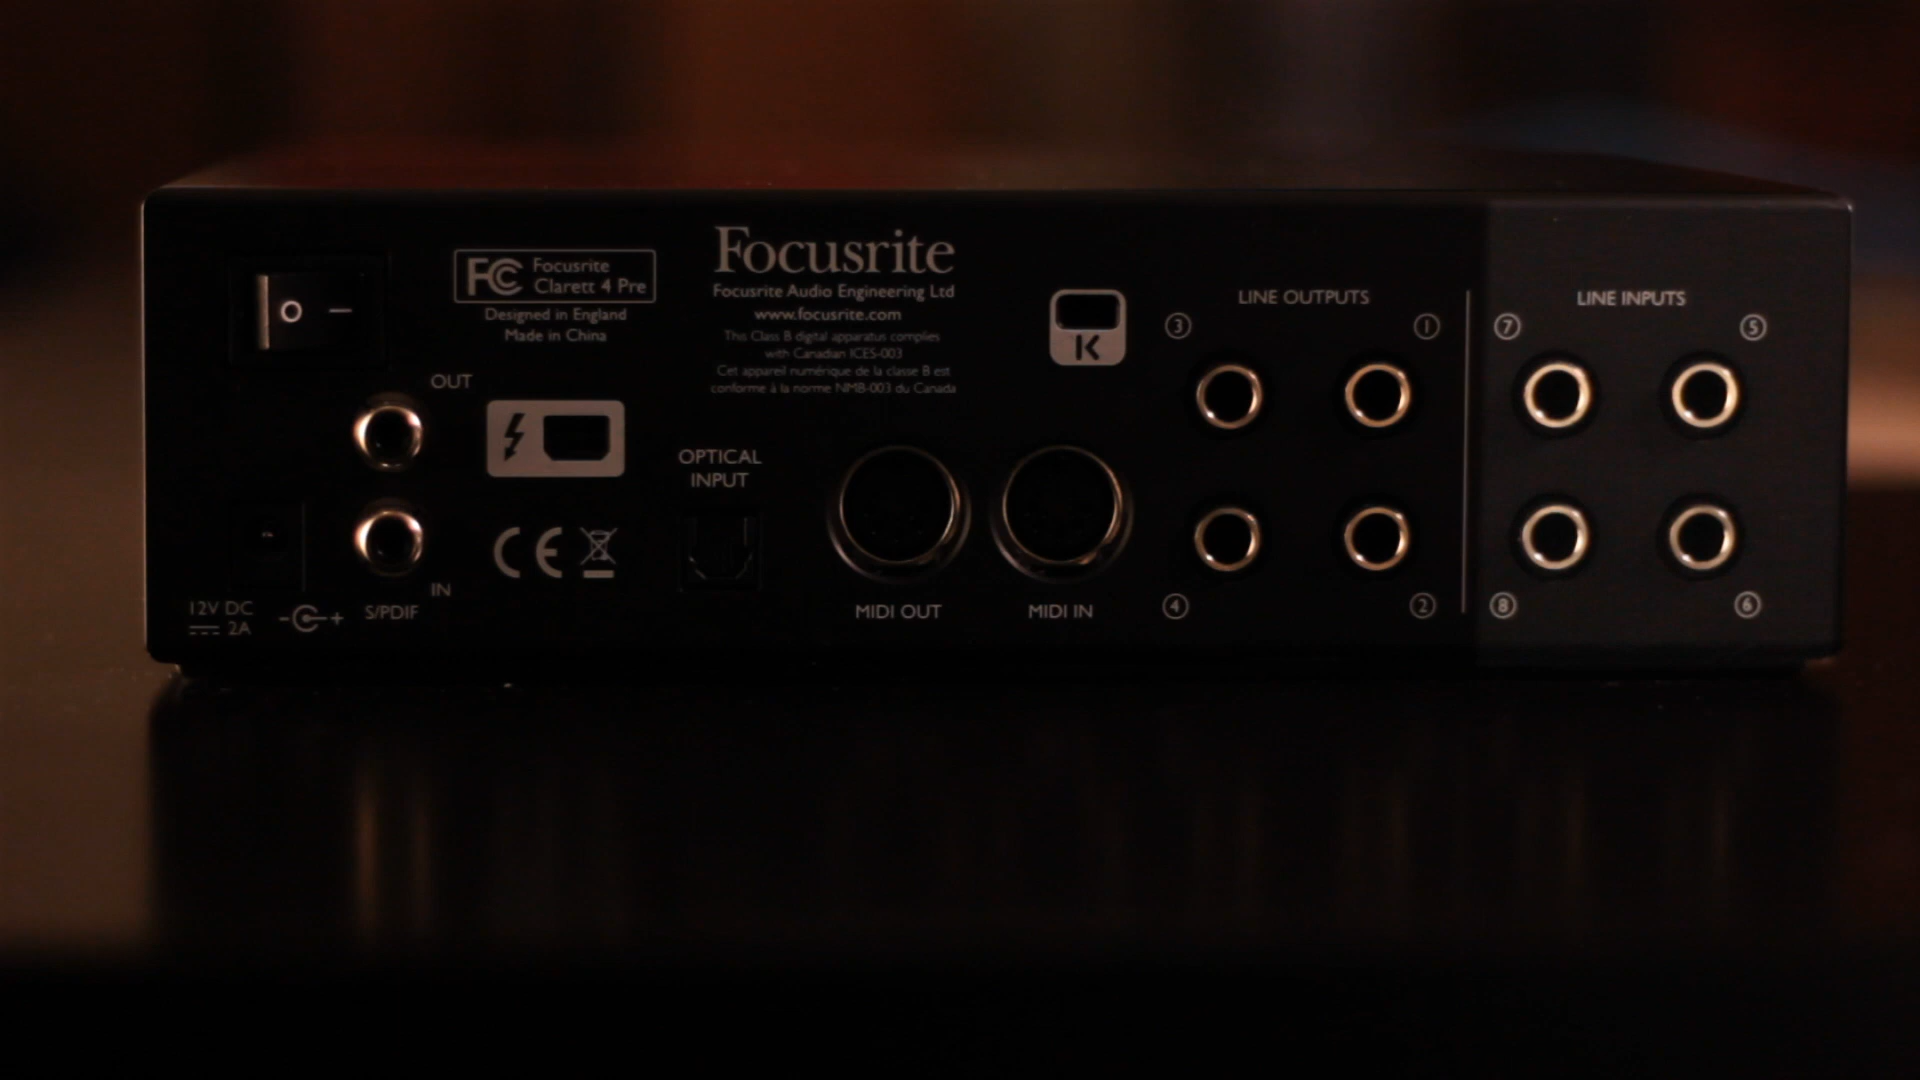 O —
FC Focusrite
Clarett 4 Pre
Designed in England
Made in China
Focusrite
Focusrite Audio Engineering Ltd
www.focusrite.com
This Class B digital apparatus complies
with Canadian ICES-003
Cet appareil numérique de la classe B est
conforme à la norme NMB-003 du Canada
K
LINE OUTPUTS
3 1
LINE INPUTS
7 5
OUT
OPTICAL
INPUT
CE
IN
12V DC
2A
- +
S/PDIF
MIDI OUT
MIDI IN
4 2
8 6